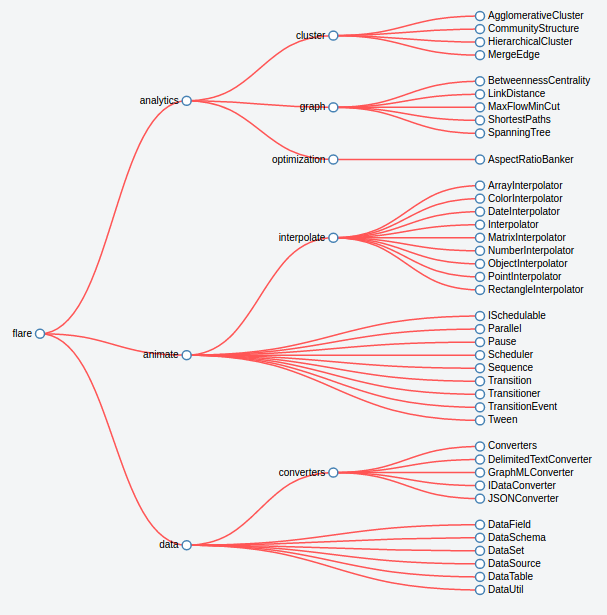 flare
analytics
cluster
AgglomerativeCluster
CommunityStructure
HierarchicalCluster
MergeEdge
graph
BetweennessCentrality
LinkDistance
MaxFlowMinCut
ShortestPaths
SpanningTree
optimization
AspectRatioBanker
animate
interpolate
ArrayInterpolator
ColorInterpolator
DateInterpolator
Interpolator
MatrixInterpolator
NumberInterpolator
ObjectInterpolator
PointInterpolator
RectangleInterpolator
ISchedulable
Parallel
Pause
Scheduler
Sequence
Transition
Transitioner
TransitionEvent
Tween
data
converters
Converters
DelimitedTextConverter
GraphMLConverter
IDataConverter
JSONConverter
DataField
DataSchema
DataSet
DataSource
DataTable
DataUtil